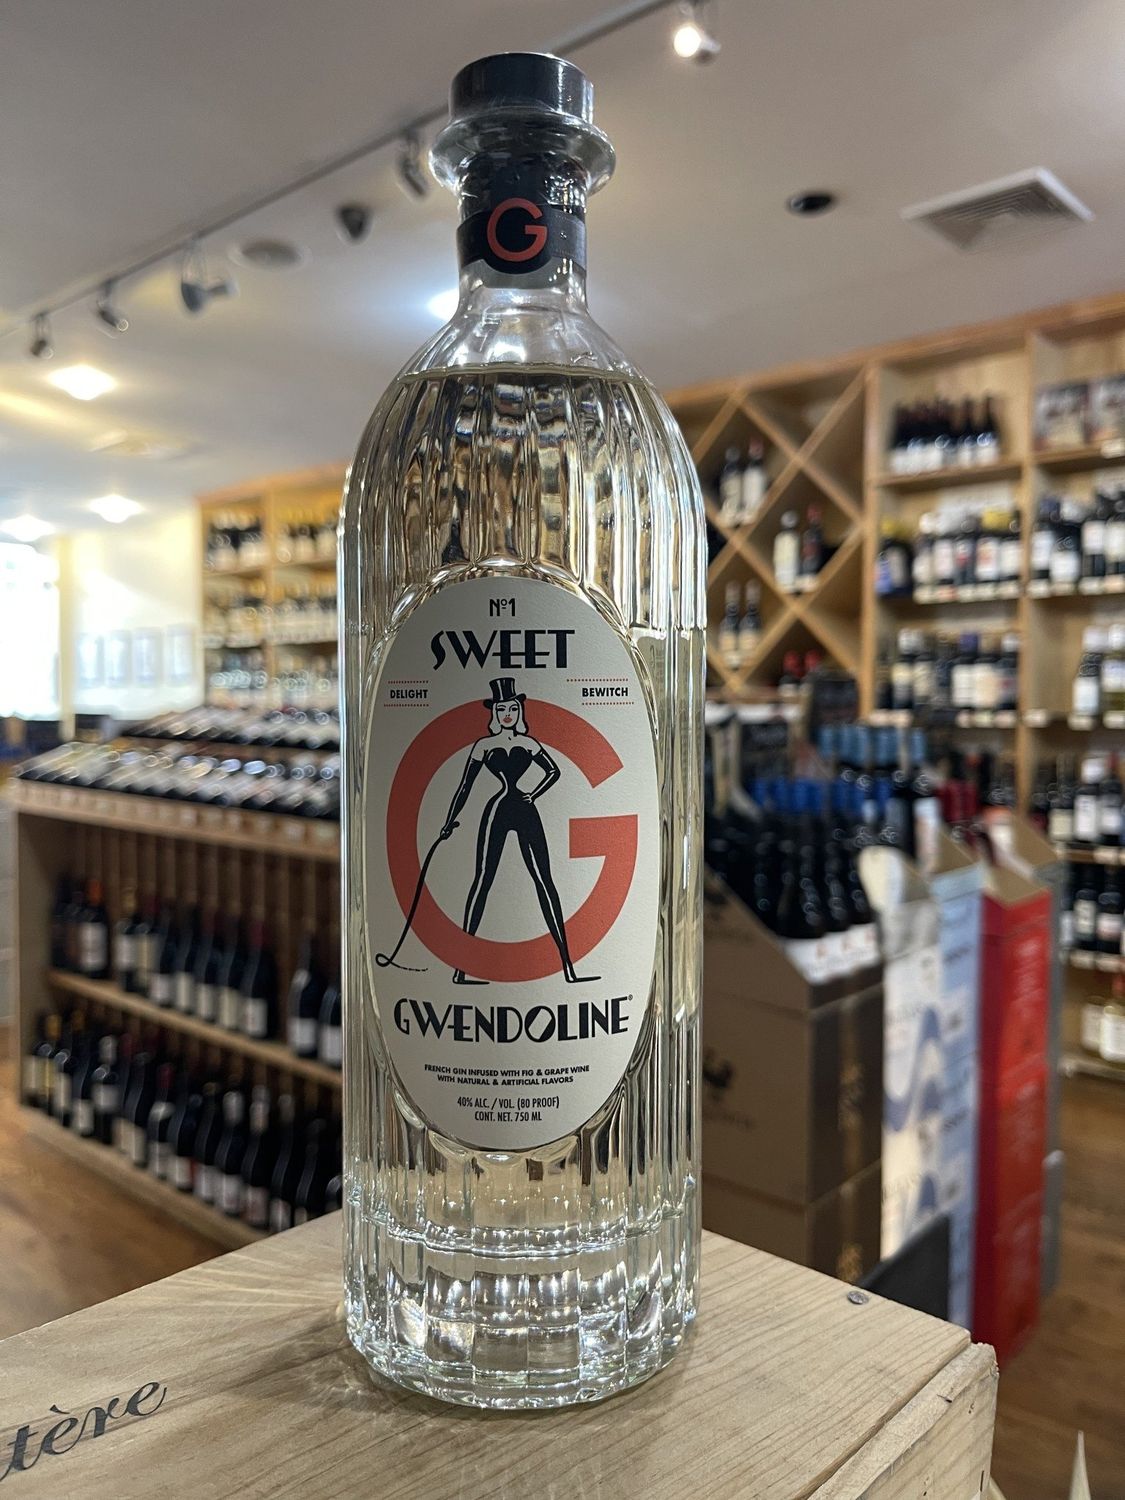 G
Nº1
SWEET
DELIGHT
BEWITCH
G
GWENDOLINE®
FRENCH GIN INFUSED WITH FIG & GRAPE WINE
WITH NATURAL & ARTIFICIAL FLAVORS
40% ALC. / VOL. (80 PROOF)
CONT. NET. 750 ML
tère